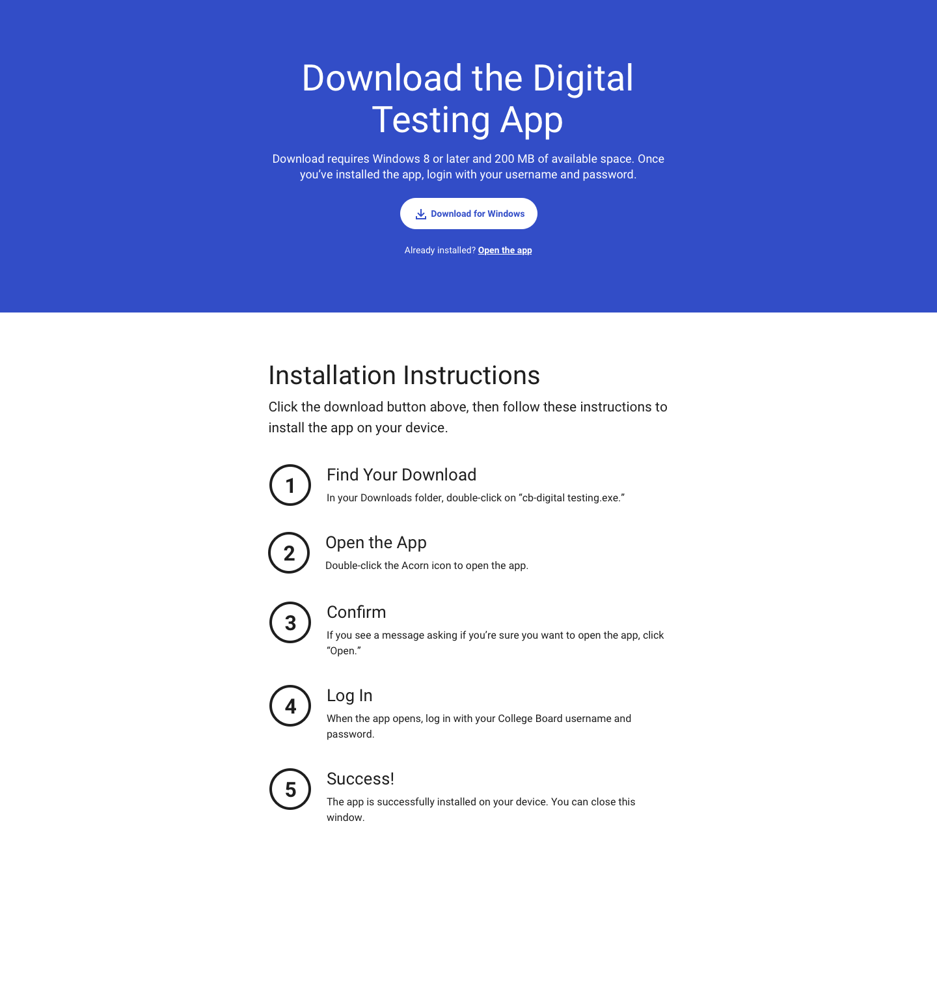 Download the Digital
Testing App
Download requires Windows 8 or later and 200 MB of available space. Once
you’ve installed the app, login with your username and password.
Download for Windows
Already installed? Open the app
Installation Instructions
Click the download button above, then follow these instructions to
install the app on your device.
1
Find Your Download
In your Downloads folder, double-click on “cb-digital testing.exe.”
2
Open the App
Double-click the Acorn icon to open the app.
3
Confirm
If you see a message asking if you’re sure you want to open the app, click
“Open.”
4
Log In
When the app opens, log in with your College Board username and
password.
5
Success!
The app is successfully installed on your device. You can close this
window.